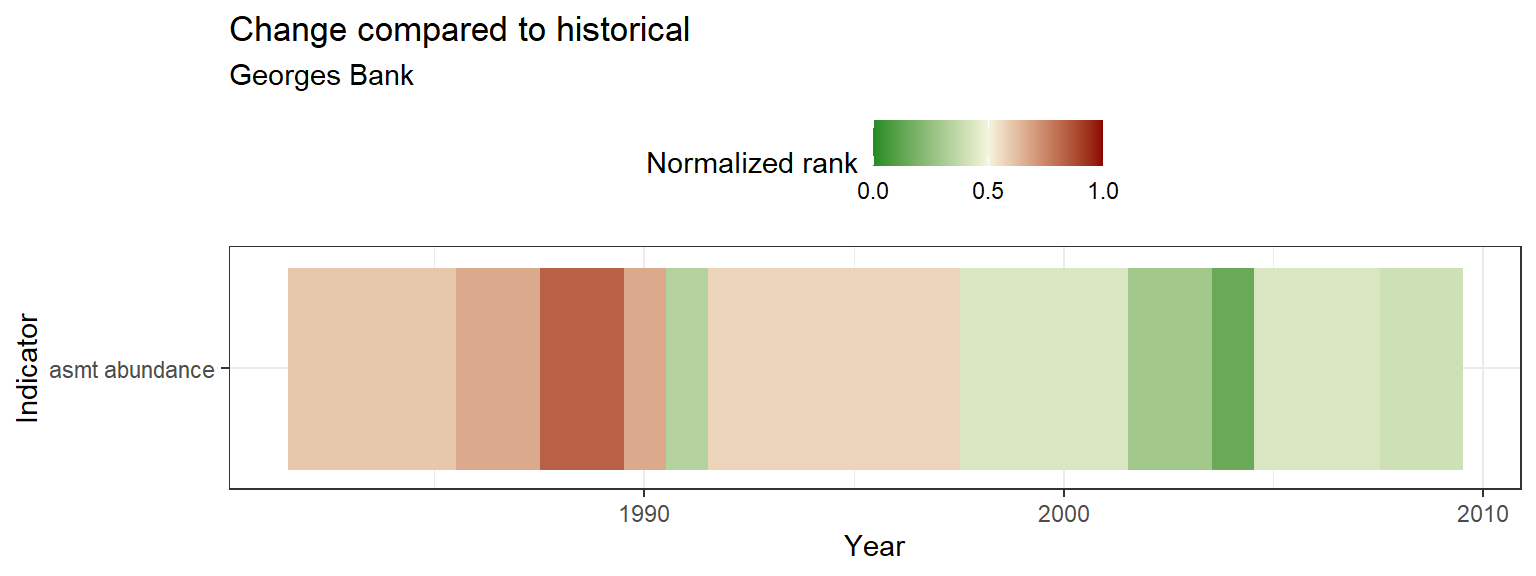 Change compared to historical
Georges Bank
Normalized rank
0.0 0.5 1.0
Indicator
asmt abundance
1990 2000 2010
Year